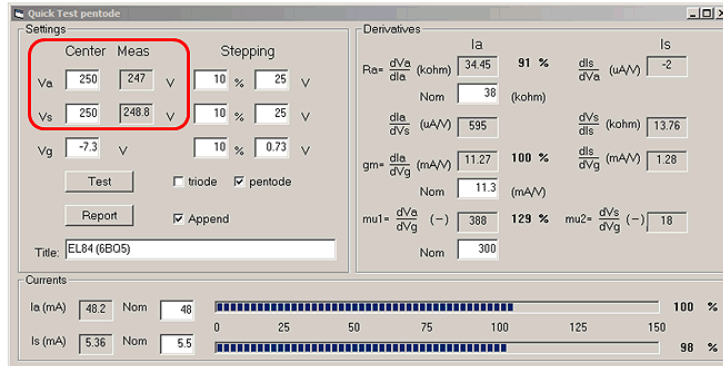 Quick Test pentode
Settings
Center Meas Stepping
Va 250 247 V 10 % 25 V
Vs 250 248.8 V 10 % 25 V
Vg -7.3 V 10 % 0.73 V
Test triode pentode
Report Append
Title: EL84 (6BQ5)
Derivatives
Ia Is
Ra= dVa/dIa (kohm) 34.45 91 % dIs/dVa (uA/V) -2
Nom 38 (kohm)
dIa/dVs (uA/V) 595 dVs/dIs (kohm) 13.76
gm= dIa/dVg (mA/V) 11.27 100 % dIs/dVg (mA/V) 1.28
Nom 11.3 (mA/V)
mu1= dVa/dVg (-) 388 129 % mu2= dVs/dVg (-) 18
Nom 300
Currents
Ia (mA) 48.2 Nom 48 100 %
0 25 50 75 100 125 150
Is (mA) 5.36 Nom 5.5 98 %